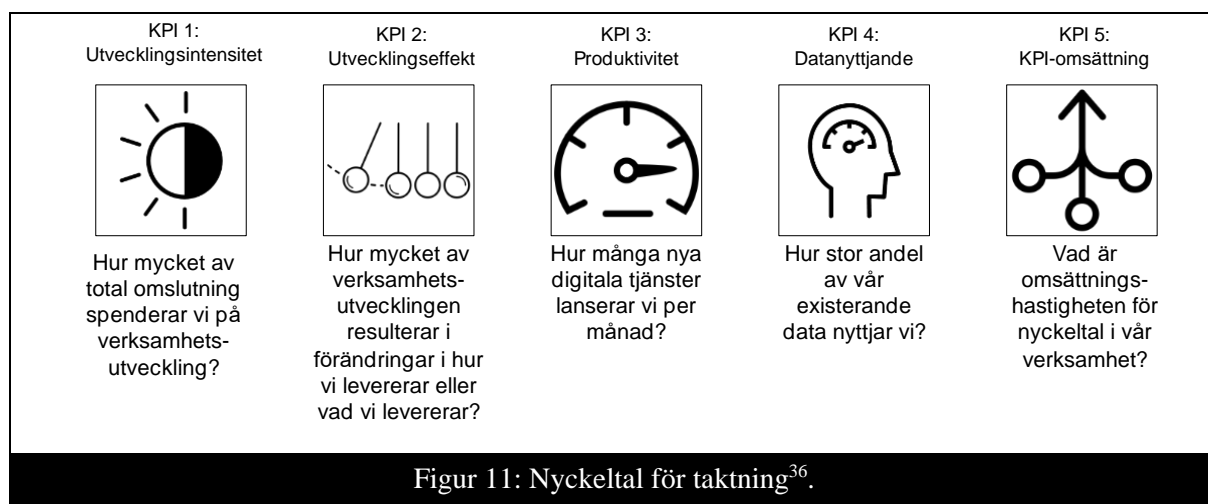 KPI 1:
Utvecklingsintensitet
KPI 2:
Utvecklingseffekt
KPI 3:
Produktivitet
KPI 4:
Datanyttjande
KPI 5:
KPI-omsättning
Hur mycket av
total omslutning
spenderar vi på
verksamhets-
utveckling?
Hur mycket av
verksamhets-
utvecklingen
resulterar i
förändringar i hur
vi levererar eller
vad vi levererar?
Hur många nya
digitala tjänster
lanserar vi per
månad?
Hur stor andel
av vår
existerande
data nyttjar vi?
Vad är
omsättnings-
hastigheten för
nyckeltal i vår
verksamhet?
Figur 11: Nyckeltal för taktning36.